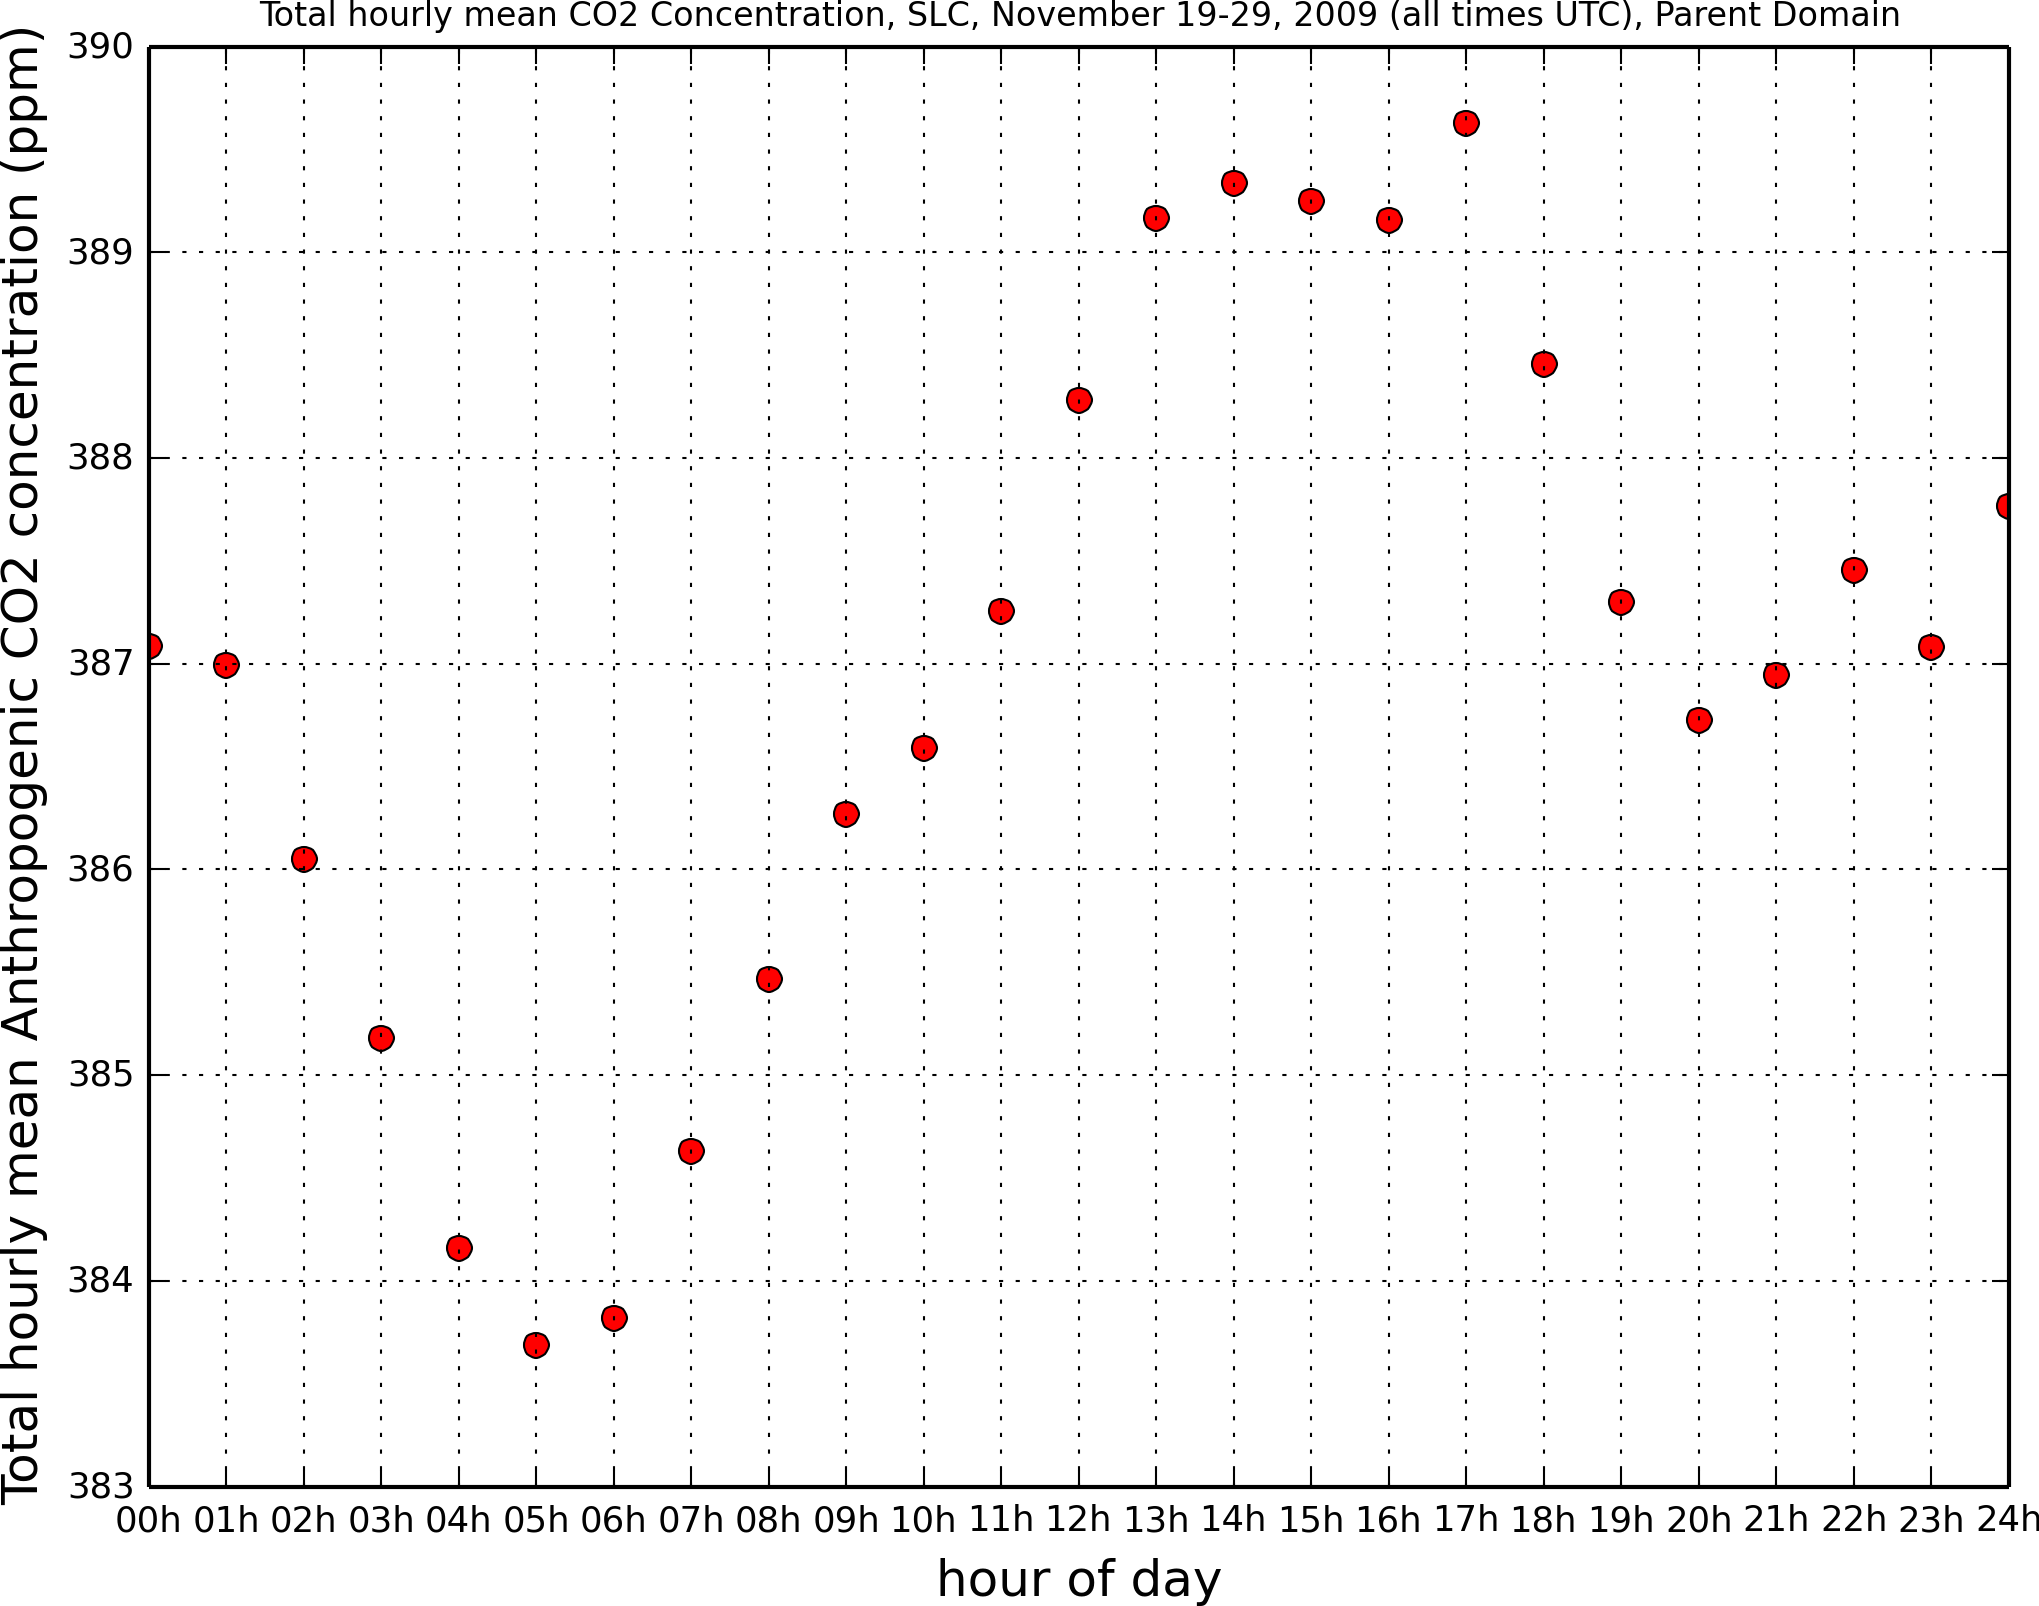 Total hourly mean CO2 Concentration, SLC, November 19-29, 2009 (all times UTC), Parent Domain
Total hourly mean Anthropogenic CO2 concentration (ppm)
390
389
388
387
386
385
384
383
00h 01h 02h 03h 04h 05h 06h 07h 08h 09h 10h 11h 12h 13h 14h 15h 16h 17h 18h 19h 20h 21h 22h 23h 24h
hour of day